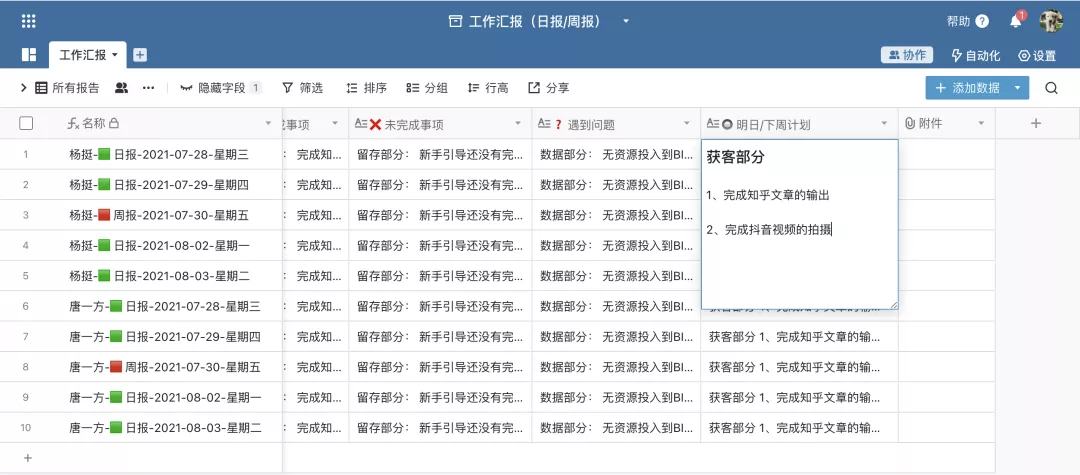 工作汇报（日报/周报）
帮助 ? 1
工作汇报
协作 自动化 设置
所有报告 隐藏字段 1 筛选 排序 分组 行高 分享 添加数据
名称 成事项 未完成事项 遇到问题 明日/下周计划 附件
1 杨挺-日报-2021-07-28-星期三 ： 完成知... 留存部分： 新手引导还没有完... 数据部分： 无资源投入到BI...
2 杨挺-日报-2021-07-29-星期四 ： 完成知... 留存部分： 新手引导还没有完... 数据部分： 无资源投入到BI...
3 杨挺-周报-2021-07-30-星期五 ： 完成知... 留存部分： 新手引导还没有完... 数据部分： 无资源投入到BI...
4 杨挺-日报-2021-08-02-星期一 ： 完成知... 留存部分： 新手引导还没有完... 数据部分： 无资源投入到BI...
5 杨挺-日报-2021-08-03-星期二 ： 完成知... 留存部分： 新手引导还没有完... 数据部分： 无资源投入到BI...
获客部分
1、完成知乎文章的输出
2、完成抖音视频的拍摄
6 唐一方-日报-2021-07-28-星期三 ： 完成知... 留存部分： 新手引导还没有完... 数据部分： 无资源投入到BI... 获客部分 1、完成知乎文章的输...
7 唐一方-日报-2021-07-29-星期四 ： 完成知... 留存部分： 新手引导还没有完... 数据部分： 无资源投入到BI... 获客部分 1、完成知乎文章的输...
8 唐一方-周报-2021-07-30-星期五 ： 完成知... 留存部分： 新手引导还没有完... 数据部分： 无资源投入到BI... 获客部分 1、完成知乎文章的输...
9 唐一方-日报-2021-08-02-星期一 ： 完成知... 留存部分： 新手引导还没有完... 数据部分： 无资源投入到BI... 获客部分 1、完成知乎文章的输...
10 唐一方-日报-2021-08-03-星期二 ： 完成知... 留存部分： 新手引导还没有完... 数据部分： 无资源投入到BI... 获客部分 1、完成知乎文章的输...